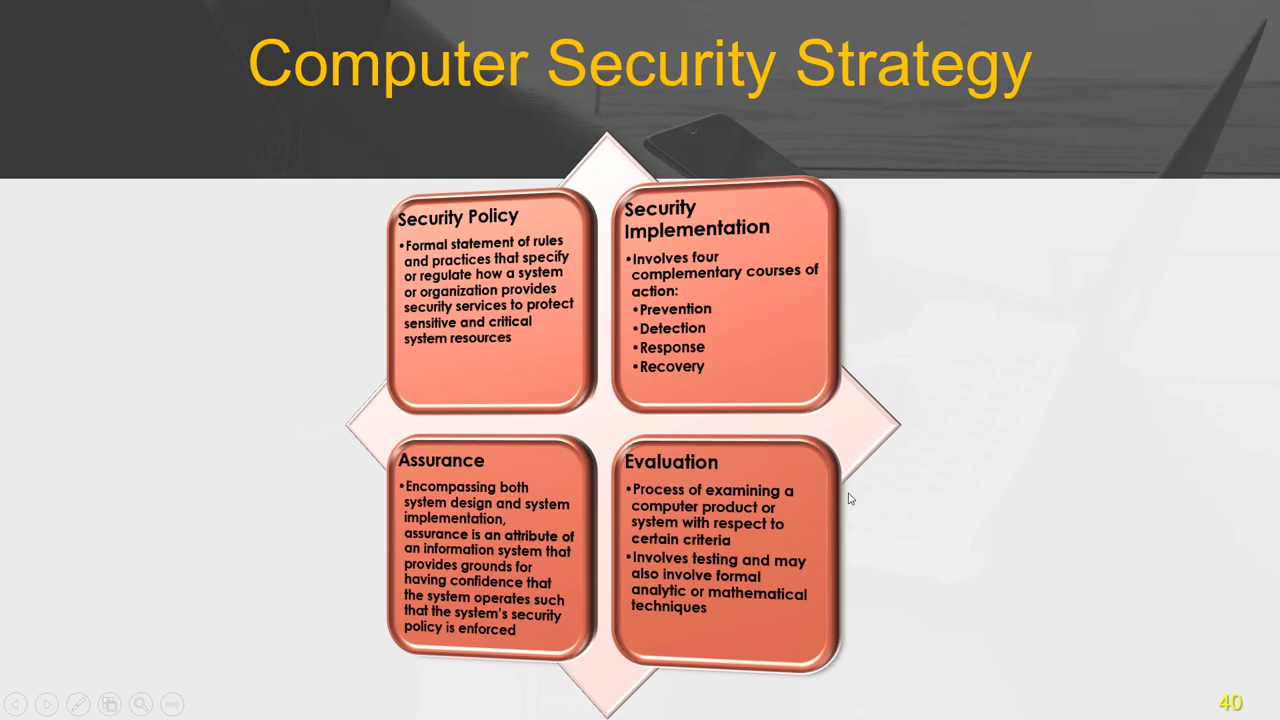 Computer Security Strategy
Security Policy
•Formal statement of rules
and practices that specify
or regulate how a system
or organization provides
security services to protect
sensitive and critical
system resources
Security
Implementation
•Involves four
complementary courses of
action:
•Prevention
•Detection
•Response
•Recovery
Assurance
•Encompassing both
system design and system
implementation,
assurance is an attribute of
an information system that
provides grounds for
having confidence that
the system operates such
that the system's security
policy is enforced
Evaluation
•Process of examining a
computer product or
system with respect to
certain criteria
•Involves testing and may
also involve formal
analytic or mathematical
techniques
40